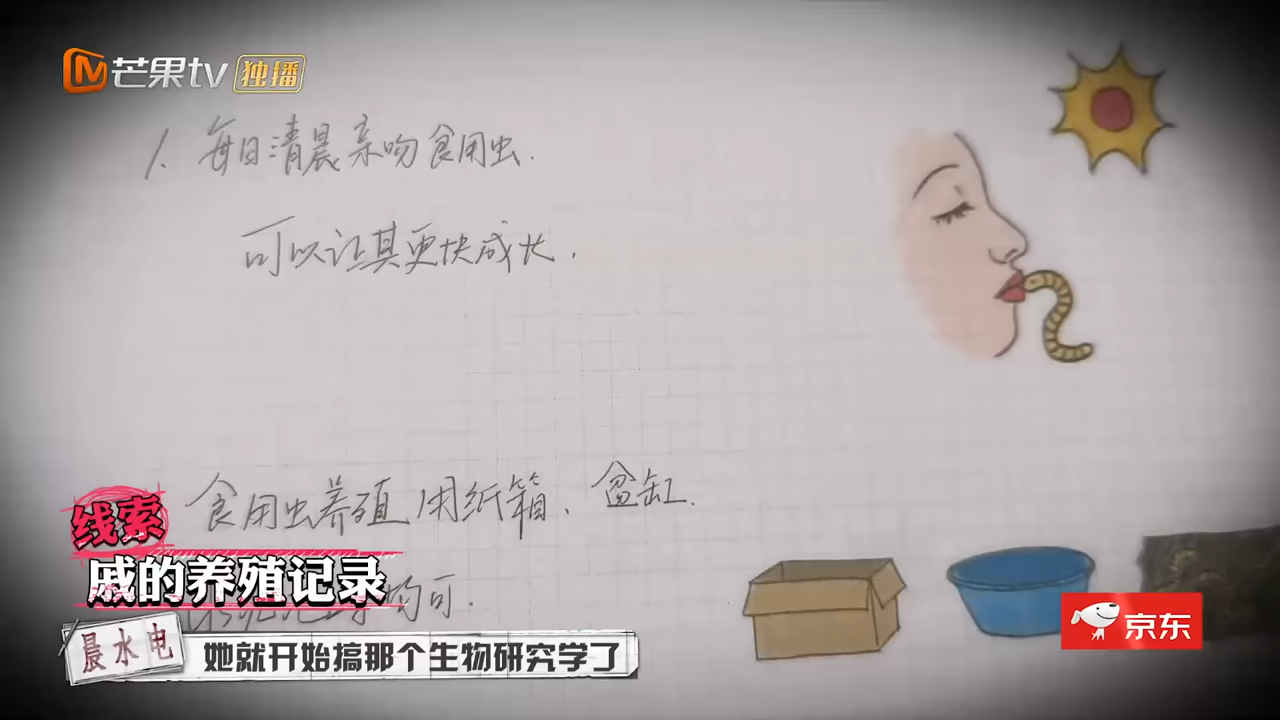 芒果TV 独播
1. 每日清晨亲吻食用虫.
可以让其更快成长.
食用虫养殖用纸箱、盆缸.
均可.
线索
戚的养殖记录
晨水电
她就开始搞那个生物研究学了
京东